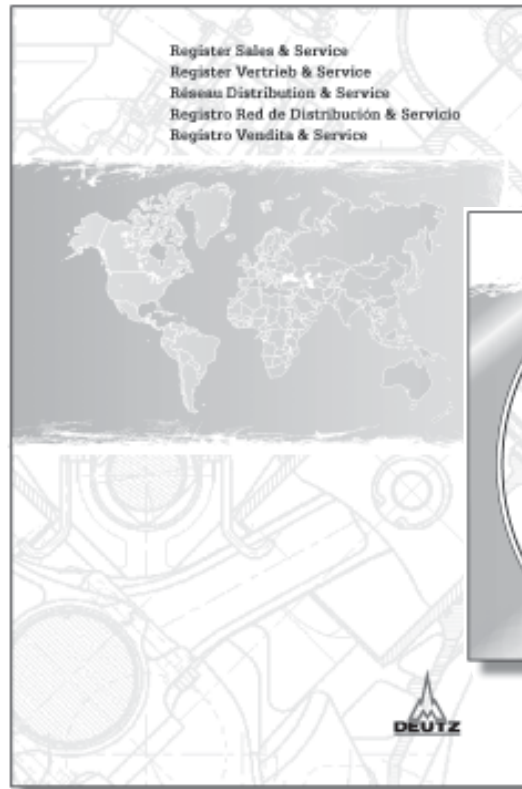 Register Sales & Service
Register Vertrieb & Service
Réseau Distribution & Service
Registro Red de Distribución & Servicio
Registro Vendita & Service
DEUTZ